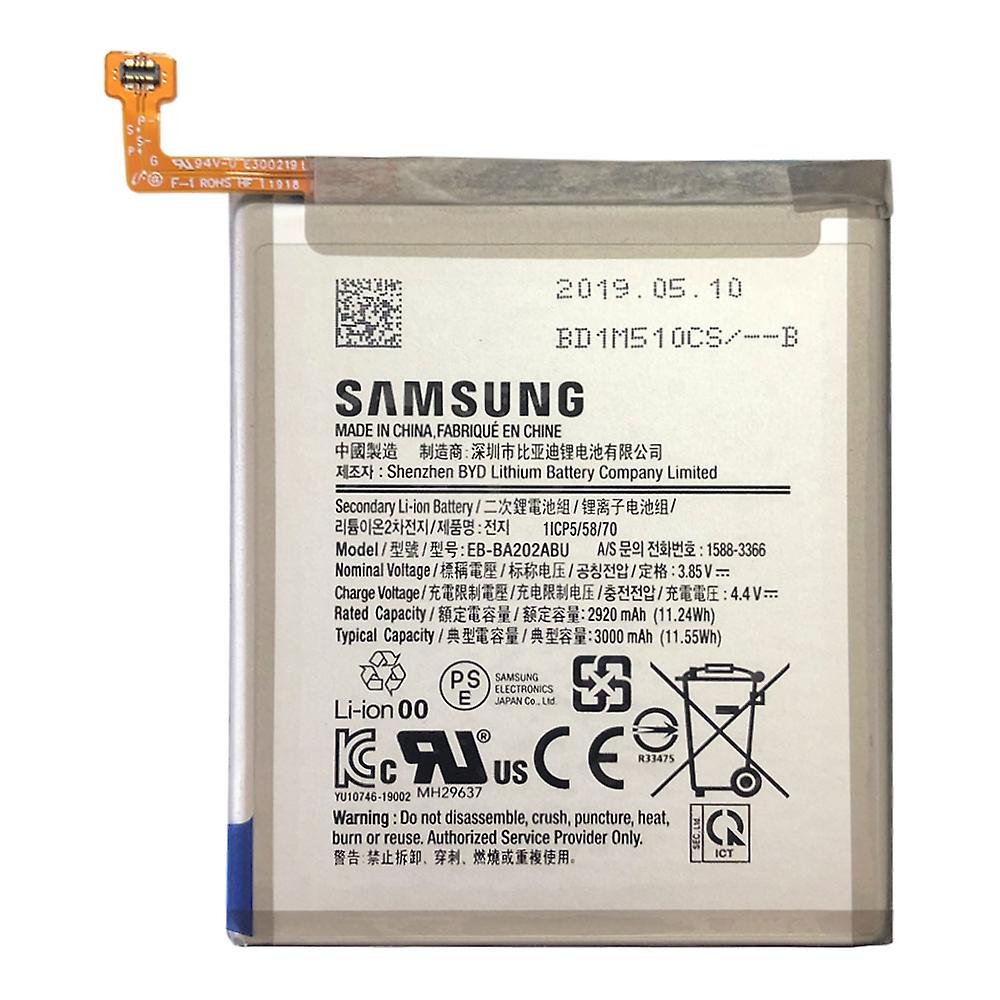 P-
S+
S-
P+
G
94V-0 E300219 L
F-1 ROHS HF 11918
2019.05.10
BD1M510CS/--B
SAMSUNG
MADE IN CHINA,FABRIQUÉ EN CHINE
中國製造 制造商:深圳市比亚迪锂电池有限公司
제조자: Shenzhen BYD Lithium Battery Company Limited
Secondary Li-ion Battery / 二次鋰電池組 / 锂离子电池组/
리튬이온2차전지/제품명:전지 1ICP5/58/70
Model / 型號/ 型号: EB-BA202ABU A/S 문의 전화번호 : 1588-3366
Nominal Voltage / 標稱電壓 / 标称电压 / 공칭전압 / 定格 : 3.85V⎓
Charge Voltage / 充電限制電壓 /充电限制电压/ 충전전압/ 充電電圧 : 4.4V⎓
Rated Capacity / 額定電容量/ 额定容量: 2920 mAh (11.24Wh)
Typical Capacity / 典型電容量 / 典型容量: 3000 mAh (11.55Wh)
PS
E
SAMSUNG
ELECTRONICS
JAPAN Co., Ltd.
Li-ion 00
R33475
KC c UR ® US CE
YU10746-19002 MH29637
Warning : Do not disassemble, crush, puncture, heat,
burn or reuse. Authorized Service Provider Only.
警告: 禁止拆卸、穿刺、燃燒或重複使用。
SEC. Ltd.
ICT